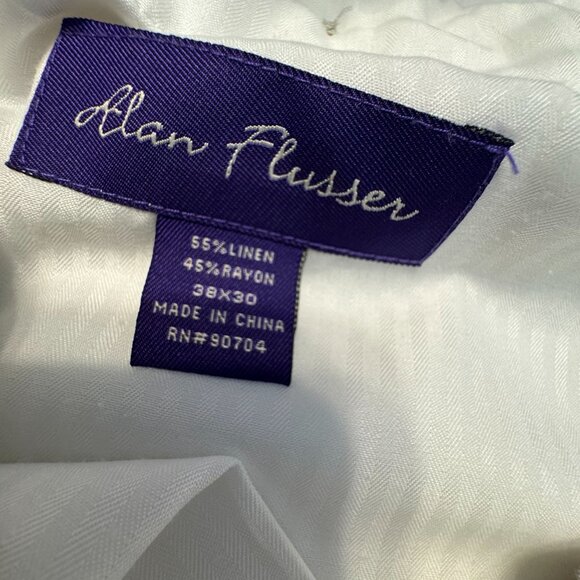 Alan Flusser
55%LINEN
45%RAYON
38X30
MADE IN CHINA
RN#90704